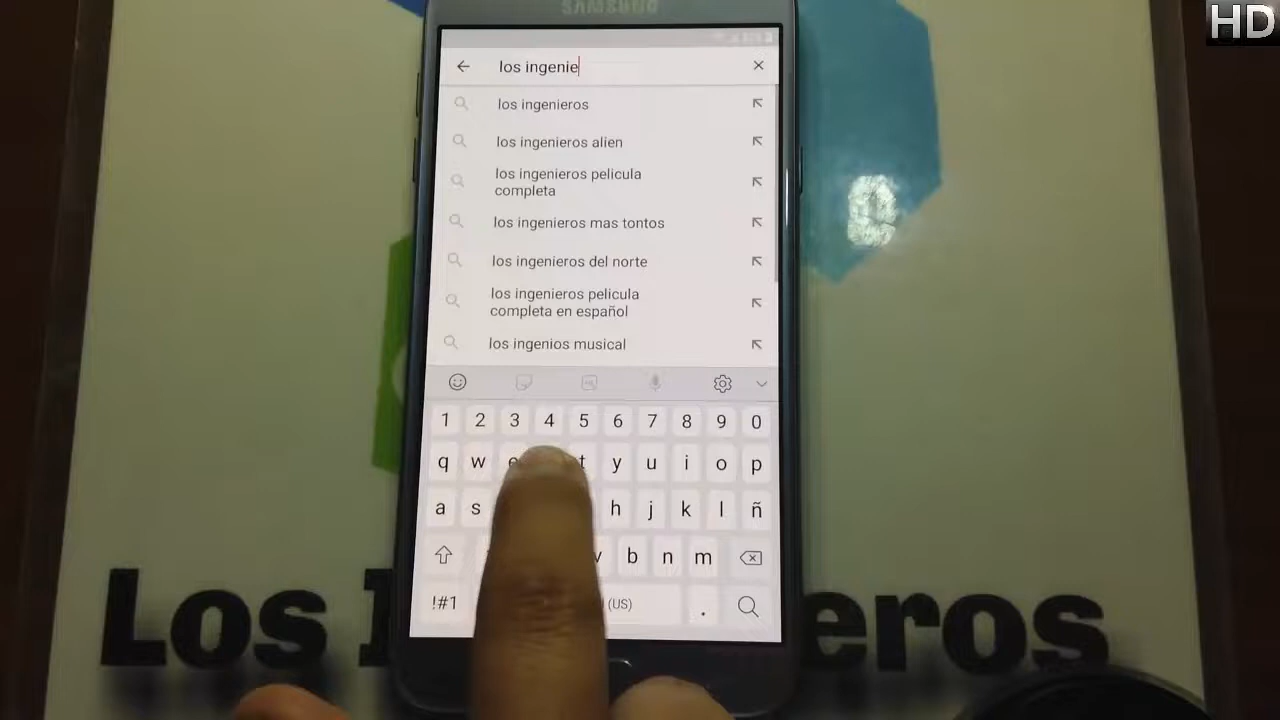 HD
SAMSUNG
los ingenie
los ingenieros
los ingenieros alien
los ingenieros pelicula
completa
los ingenieros mas tontos
los ingenieros del norte
los ingenieros pelicula
completa en español
los ingenios musical
1 2 3 4 5 6 7 8 9 0
q w e t y u i o p
a s h j k l ñ
v b n m
!#1 (US) .
Los I eros